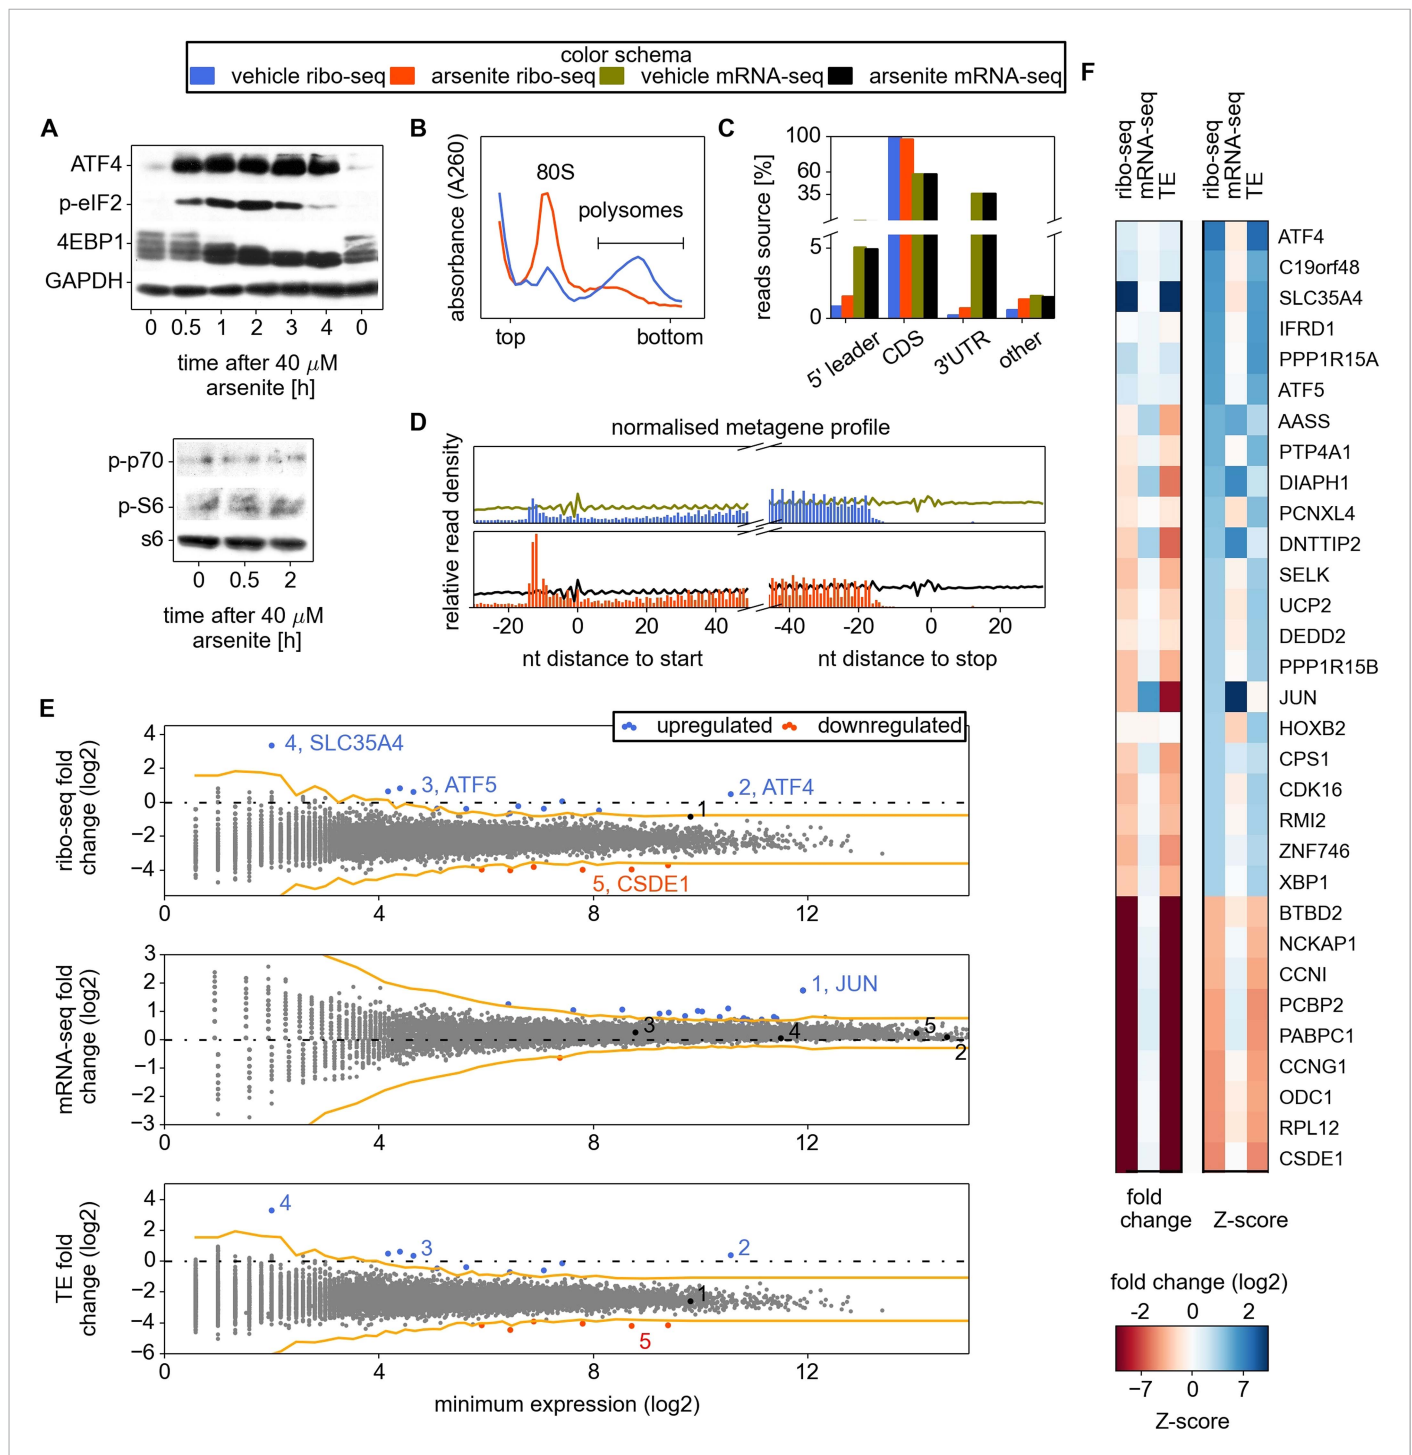 color schema
vehicle ribo-seq arsenite ribo-seq vehicle mRNA-seq arsenite mRNA-seq
A
ATF4
p-eIF2
4EBP1
GAPDH
0 0.5 1 2 3 4 0
time after 40 μM
arsenite [h]
p-p70
p-S6
s6
0 0.5 2
time after 40 μM
arsenite [h]
B
absorbance (A260)
80S
polysomes
top bottom
C
reads source [%]
100
60
35
5
0
5' leader CDS 3'UTR other
D
normalised metagene profile
relative read density
-20 0 20 40 -40 -20 0 20
nt distance to start nt distance to stop
E
upregulated downregulated
ribo-seq fold
change (log2)
4
2
0
−2
−4
4, SLC35A4
3, ATF5
2, ATF4
1
5, CSDE1
0 4 8 12
mRNA-seq fold
change (log2)
3
2
1
0
−1
−2
−3
1, JUN
3
4
5
2
0 4 8 12
TE fold
change (log2)
4
2
0
−2
−4
−6
4
3
2
1
5
0 4 8 12
minimum expression (log2)
F
ribo-seq
mRNA-seq
TE
ribo-seq
mRNA-seq
TE
ATF4
C19orf48
SLC35A4
IFRD1
PPP1R15A
ATF5
AASS
PTP4A1
DIAPH1
PCNXL4
DNTTIP2
SELK
UCP2
DEDD2
PPP1R15B
JUN
HOXB2
CPS1
CDK16
RMI2
ZNF746
XBP1
BTBD2
NCKAP1
CCNI
PCBP2
PABPC1
CCNG1
ODC1
RPL12
CSDE1
fold
change
Z-score
fold change (log2)
-2 0 2
−7 0 7
Z-score